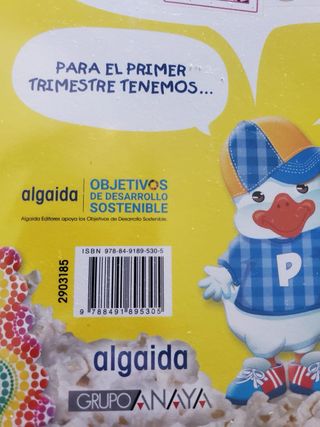 PARA EL PRIMER
TRIMESTRE TENEMOS...
algaida
OBJETIVOS
DE DESARROLLO
SOSTENIBLE
Algaida Editores apoya los Objetivos de Desarrollo Sostenible.
ISBN 978-84-9189-530-5
2903185
9 788491 895305
P
algaida
GRUPO ANAYA